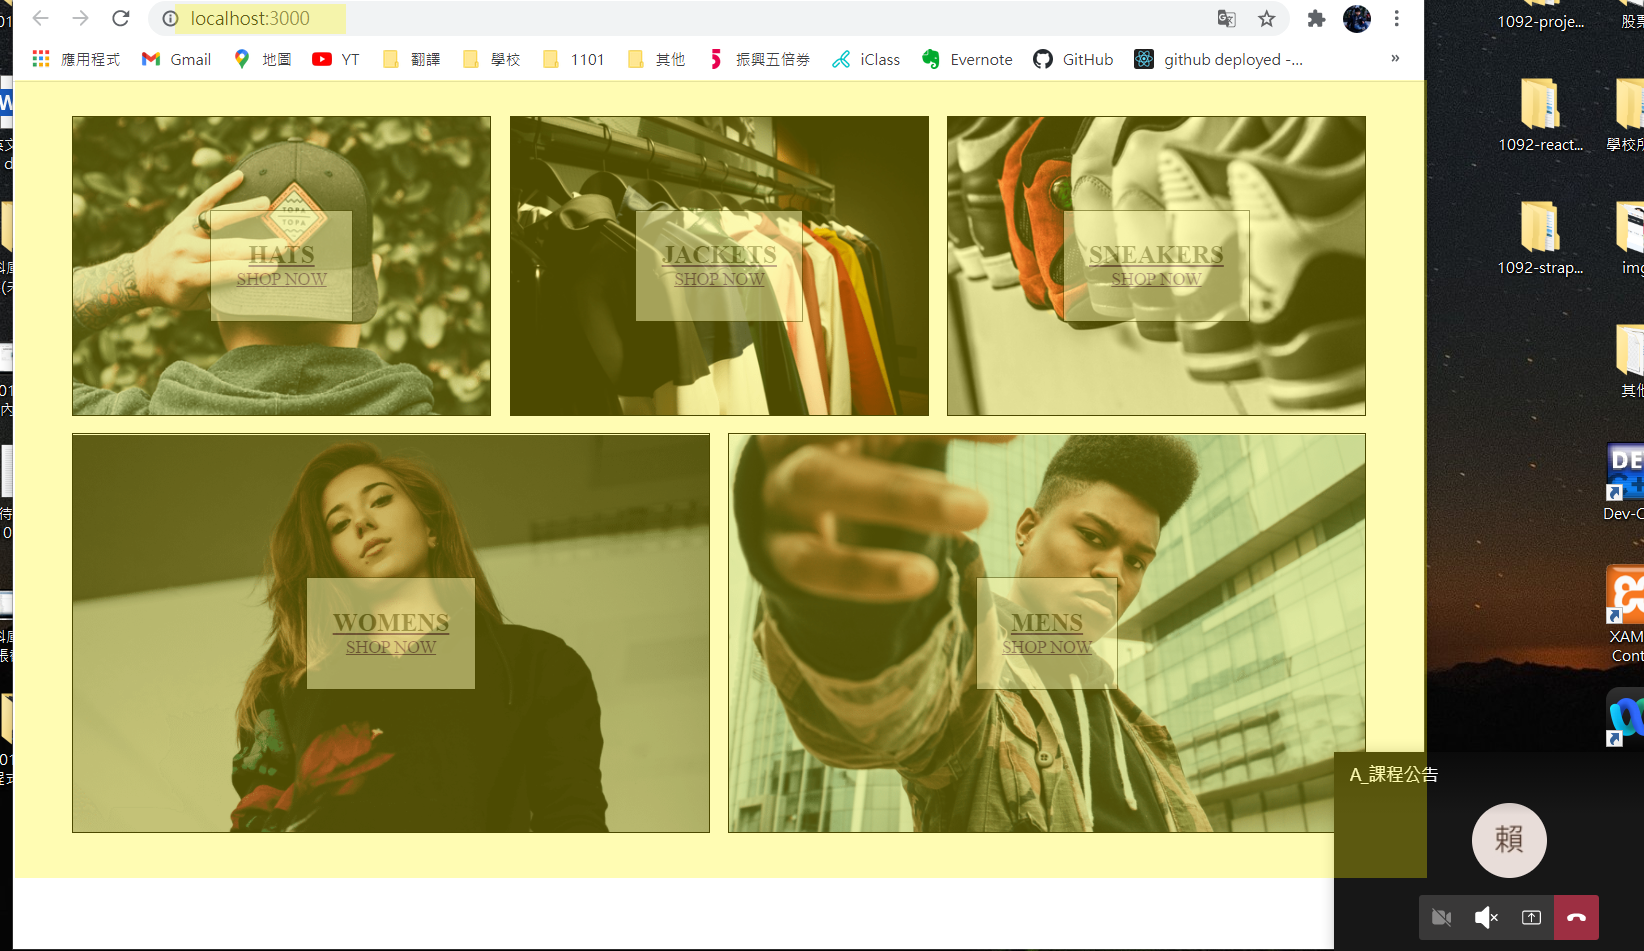 localhost:3000
應用程式
Gmail
地圖
YT
翻譯
學校
1101
其他
振興五倍券
iClass
Evernote
GitHub
github deployed -...
»
1092-proje...
1092-react...
1092-strap...
img
其他
DE
Dev-C
XAM
Cont
TOPA
TOPA
HATS
SHOP NOW
JACKETS
SHOP NOW
SNEAKERS
SHOP NOW
WOMENS
SHOP NOW
MENS
SHOP NOW
A_課程公告
賴